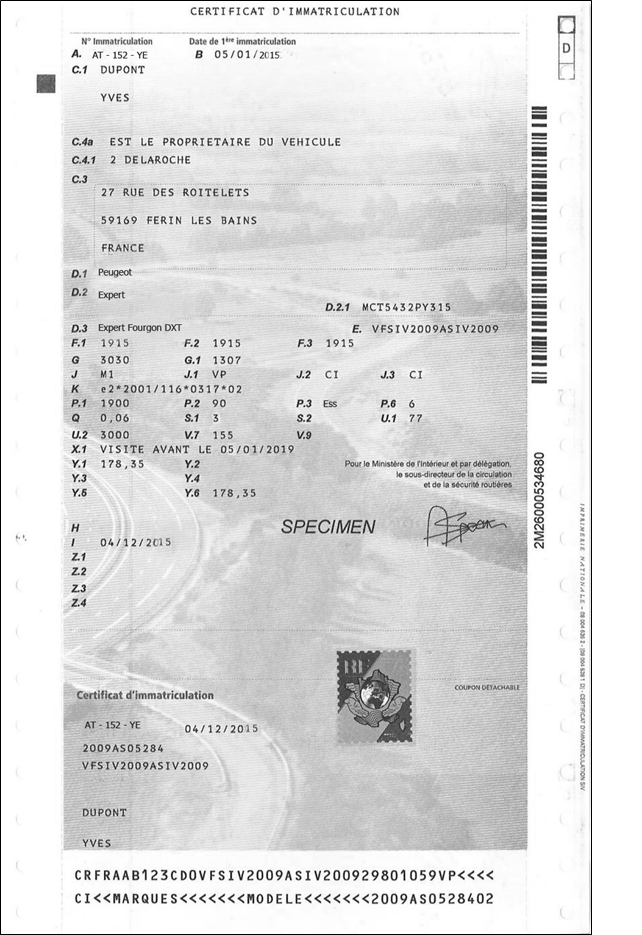 CERTIFICAT D'IMMATRICULATION
D
N° Immatriculation Date de 1ère immatriculation
A. AT - 152 - YE B 05/01/2015
C.1 DUPONT
YVES
C.4a EST LE PROPRIETAIRE DU VEHICULE
C.4.1 2 DELAROCHE
C.3
27 RUE DES ROITELETS
59169 FERIN LES BAINS
FRANCE
D.1 Peugeot
D.2 Expert
D.2.1 MCT5432PY315
D.3 Expert Fourgon DXT E. VFSIV2009ASIV2009
F.1 1915 F.2 1915 F.3 1915
G 3030 G.1 1307
J M1 J.1 VP J.2 CI J.3 CI
K e2*2001/116*0317*02
P.1 1900 P.2 90 P.3 Ess P.6 6
Q 0,06 S.1 3 S.2 U.1 77
U.2 3000 V.7 155 V.9
X.1 VISITE AVANT LE 05/01/2019
Y.1 178,35 Y.2
Y.3 Y.4
Y.5 Y.6 178,35
Pour le Ministère de l'Intérieur et par délégation,
le sous-directeur de la circulation
et de la sécurité routières
H
SPECIMEN
I 04/12/2015
Z.1
Z.2
Z.3
Z.4
2M26000534680
COUPON DÉTACHABLE
Certificat d'immatriculation
AT - 152 - YE 04/12/2015
2009AS05284
VFSIV2009ASIV2009
DUPONT
YVES
CRFRAAB123CD0VFSIV2009ASIV200929801059VP<<<<
CI<<MARQUES<<<<<<<MODELE<<<<<<<2009AS0528402
IMPRIMERIE NATIONALE